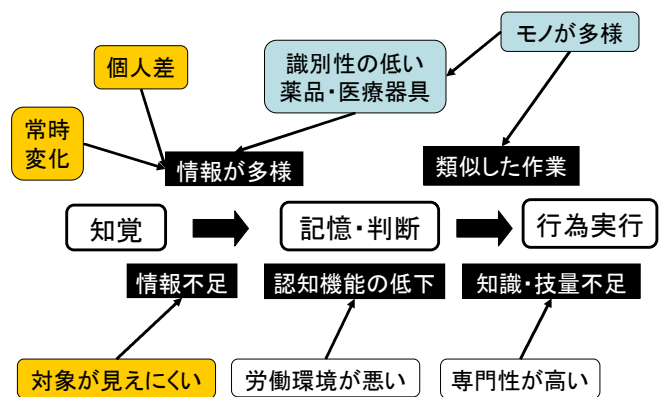 モノが多様
個人差
識別性の低い
薬品・医療器具
常時
変化
情報が多様
類似した作業
知覚
記憶・判断
行為実行
情報不足
認知機能の低下
知識・技量不足
対象が見えにくい
労働環境が悪い
専門性が高い